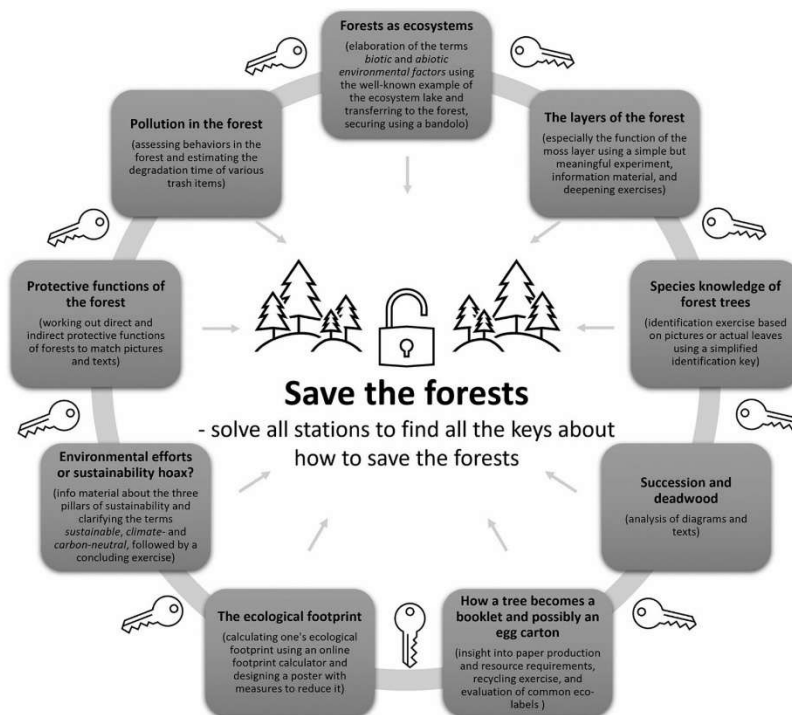 Forests as ecosystems
(elaboration of the terms
biotic and abiotic
environmental factors using
the well-known example of
the ecosystem lake and
transferring to the forest,
securing using a bandolo)
The layers of the forest
(especially the function of the
moss layer using a simple but
meaningful experiment,
information material, and
deepening exercises)
Species knowledge of
forest trees
(identification exercise based
on pictures or actual leaves
using a simplified
identification key)
Succession and
deadwood
(analysis of diagrams and
texts)
How a tree becomes a
booklet and possibly an
egg carton
(insight into paper production
and resource requirements,
recycling exercise, and
evaluation of common eco-
labels )
The ecological footprint
(calculating one's ecological
footprint using an online
footprint calculator and
designing a poster with
measures to reduce it)
Environmental efforts
or sustainability hoax?
(info material about the three
pillars of sustainability and
clarifying the terms
sustainable, climate- and
carbon-neutral, followed by a
concluding exercise)
Protective functions of
the forest
(working out direct and
indirect protective functions
of forests to match pictures
and texts)
Pollution in the forest
(assessing behaviors in the
forest and estimating the
degradation time of various
trash items)
Save the forests
- solve all stations to find all the keys about
how to save the forests